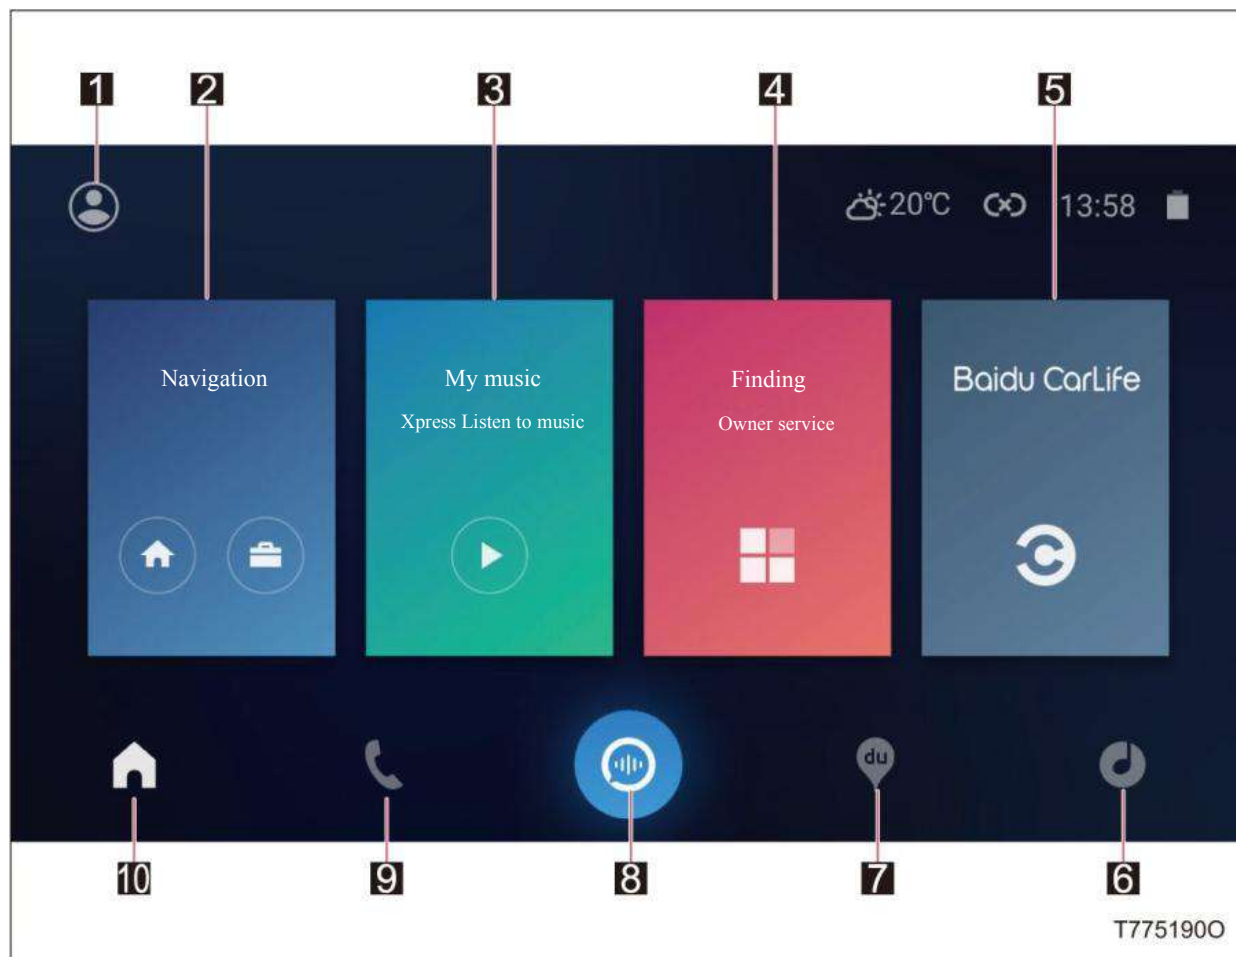 1 2 3 4 5
20℃ 13:58
Navigation
My music
Xpress Listen to music
Finding
Owner service
Baidu CarLife
du
10 9 8 7 6
T775190O